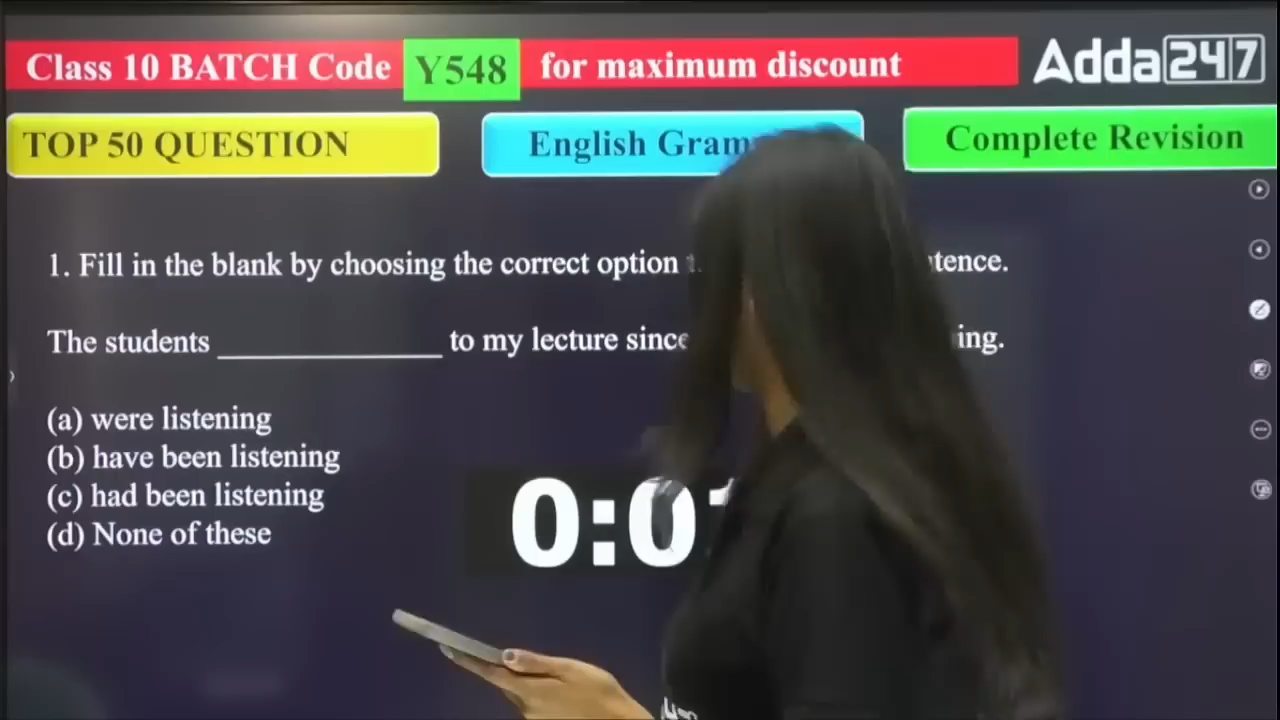 Class 10 BATCH Code Y548 for maximum discount
Adda247
TOP 50 QUESTION
English Gram
Complete Revision
1. Fill in the blank by choosing the correct option tence.
The students ______________ to my lecture since ing.
(a) were listening
(b) have been listening
(c) had been listening
(d) None of these
0:0